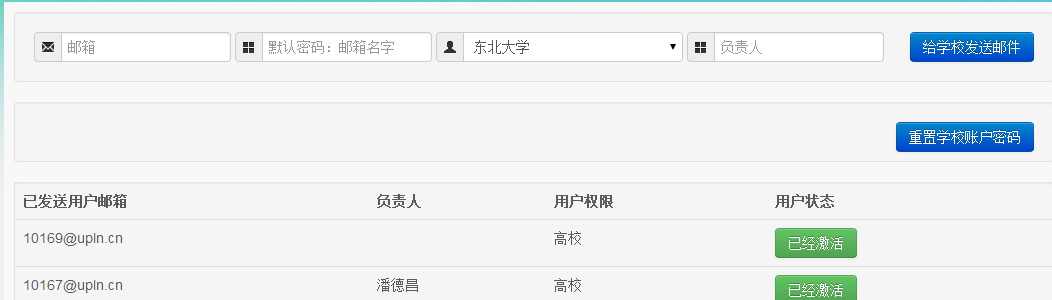 邮箱 默认密码：邮箱名字 东北大学 负责人 给学校发送邮件
重置学校账户密码
已发送用户邮箱 负责人 用户权限 用户状态
10169@upln.cn 高校 已经激活
10167@upln.cn 潘德昌 高校 已经激活